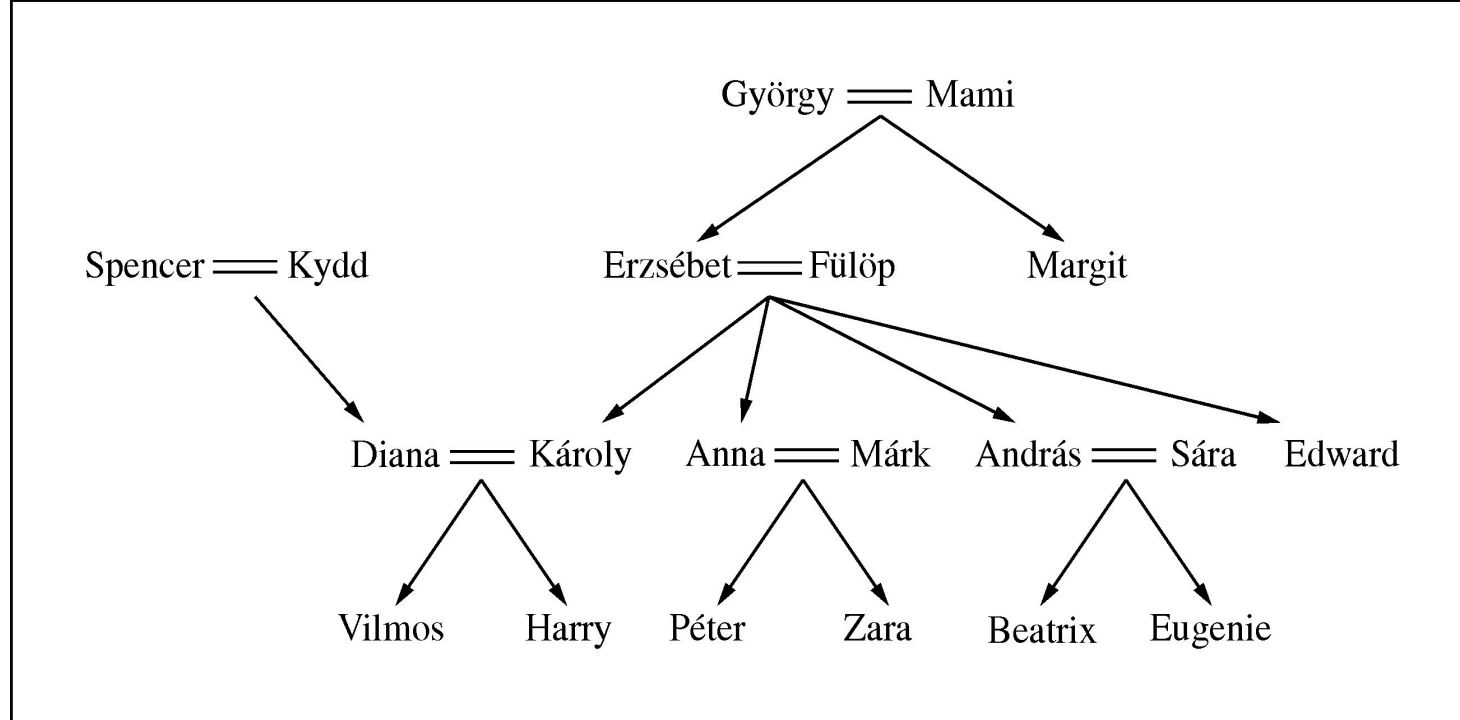 György Mami
Spencer Kydd Erzsébet Fülöp Margit
Diana Károly Anna Márk András Sára Edward
Vilmos Harry Péter Zara Beatrix Eugenie